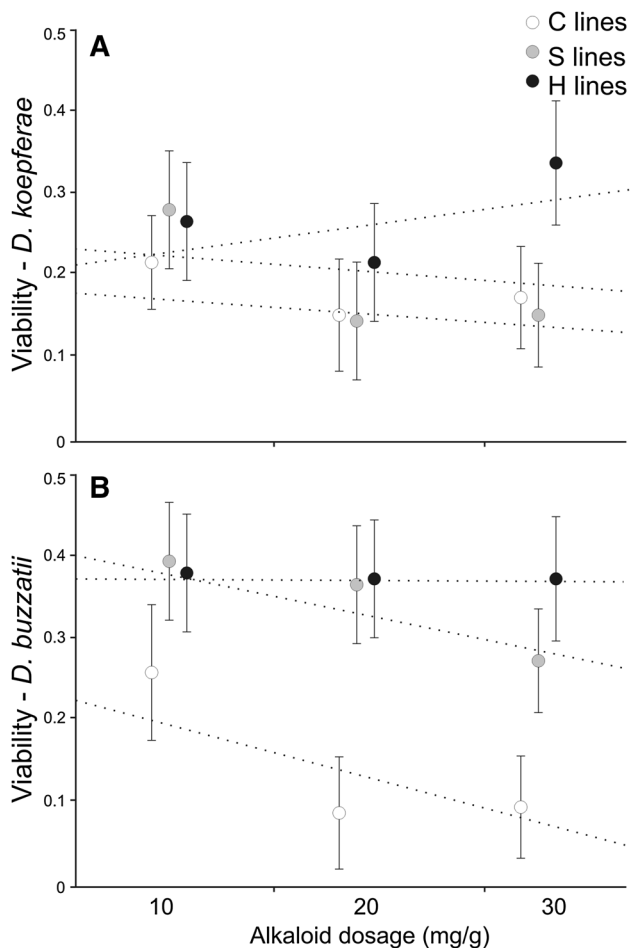 C lines
S lines
H lines
A
0.5
0.4
0.3
0.2
0.1
0
Viability - D. koepferae
B
0.5
0.4
0.3
0.2
0.1
0
Viability - D. buzzatii
10 20 30
Alkaloid dosage (mg/g)